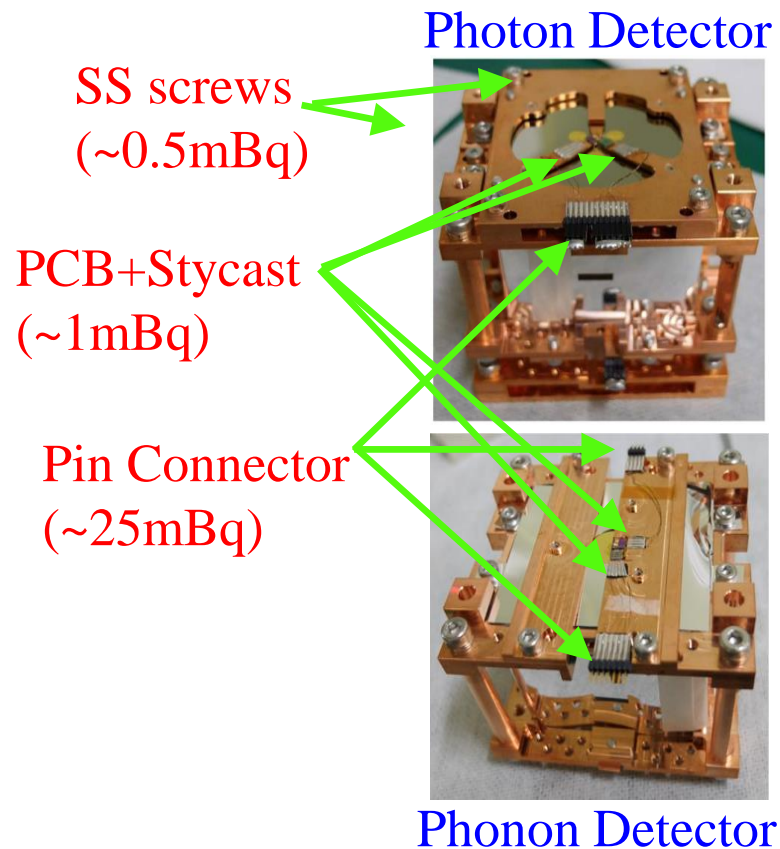 Photon Detector
SS screws
(~0.5mBq)
PCB+Stycast
(~1mBq)
Pin Connector
(~25mBq)
Phonon Detector